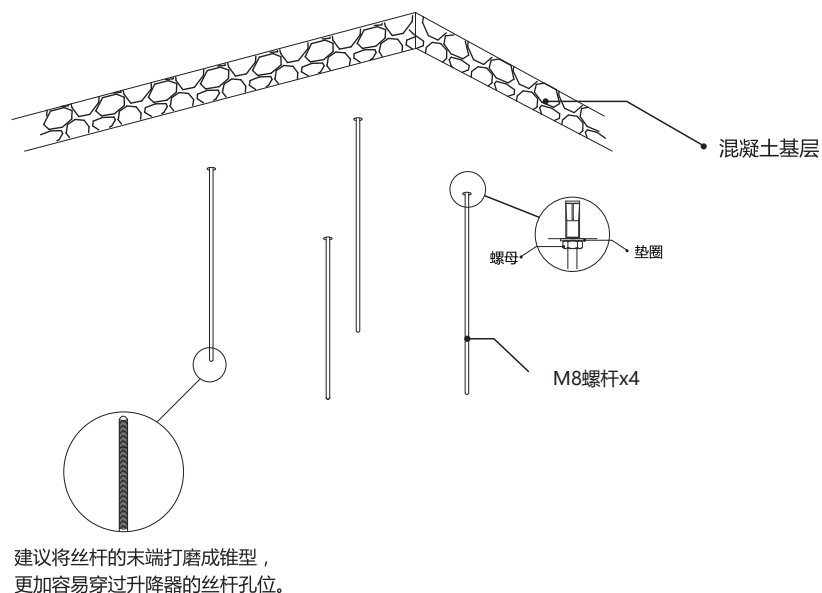 混凝土基层
螺母
垫圈
M8螺杆x4
建议将丝杆的末端打磨成锥型，
更加容易穿过升降器的丝杆孔位。